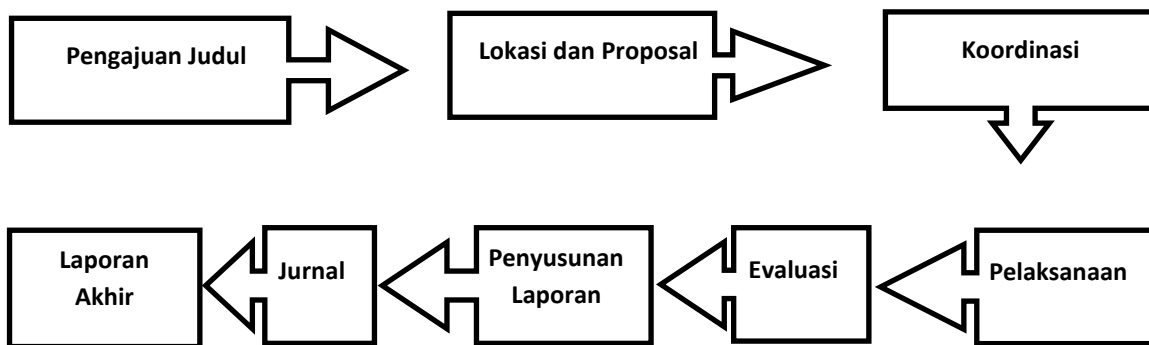 Pengajuan Judul
Lokasi dan Proposal
Koordinasi
Pelaksanaan
Evaluasi
Penyusunan
Laporan
Jurnal
Laporan
Akhir